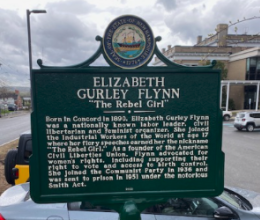 ELIZABETH
GURLEY FLYNN
"The Rebel Girl"
Born in Concord in 1890, Elizabeth Gurley Flynn
was a nationally known labor leader, civil
libertarian and feminist organizer. She joined
the Industrial Workers of the World at age 17
where her fiery speeches earned her the nickname
"The Rebel Girl." As a founder of the American
Civil Liberties Union, Flynn advocated for
women's rights, including supporting their
right to vote and access to birth control.
She joined the Communist Party in 1936 and
was sent to prison in 1951 under the notorious
Smith Act.